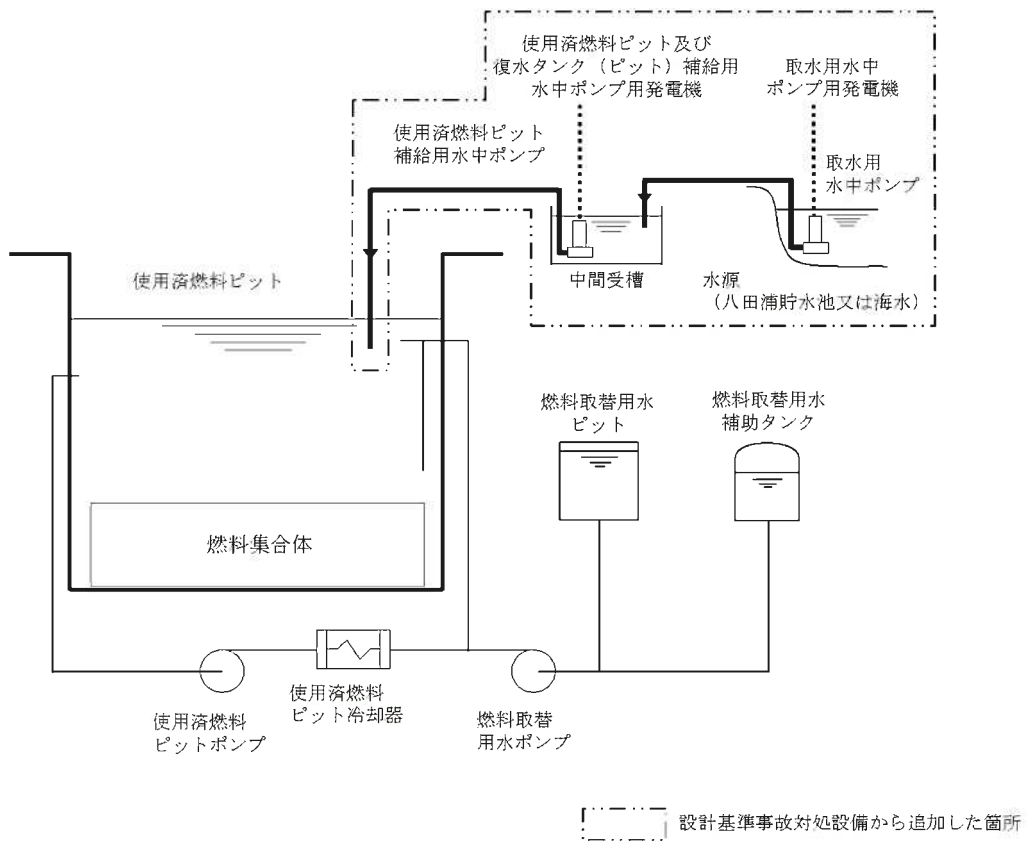 使用済燃料ピット及び
復水タンク（ピット）補給用
水中ポンプ用発電機
取水用水中
ポンプ用発電機
使用済燃料ピット
補給用水中ポンプ
取水用
水中ポンプ
使用済燃料ピット
中間受槽
水源
（八田浦貯水池又は海水）
燃料取替用水
ピット
燃料取替用水
補助タンク
燃料集合体
使用済燃料
ピットポンプ
使用済燃料
ピット冷却器
燃料取替
用水ポンプ
設計基準事故対処設備から追加した箇所